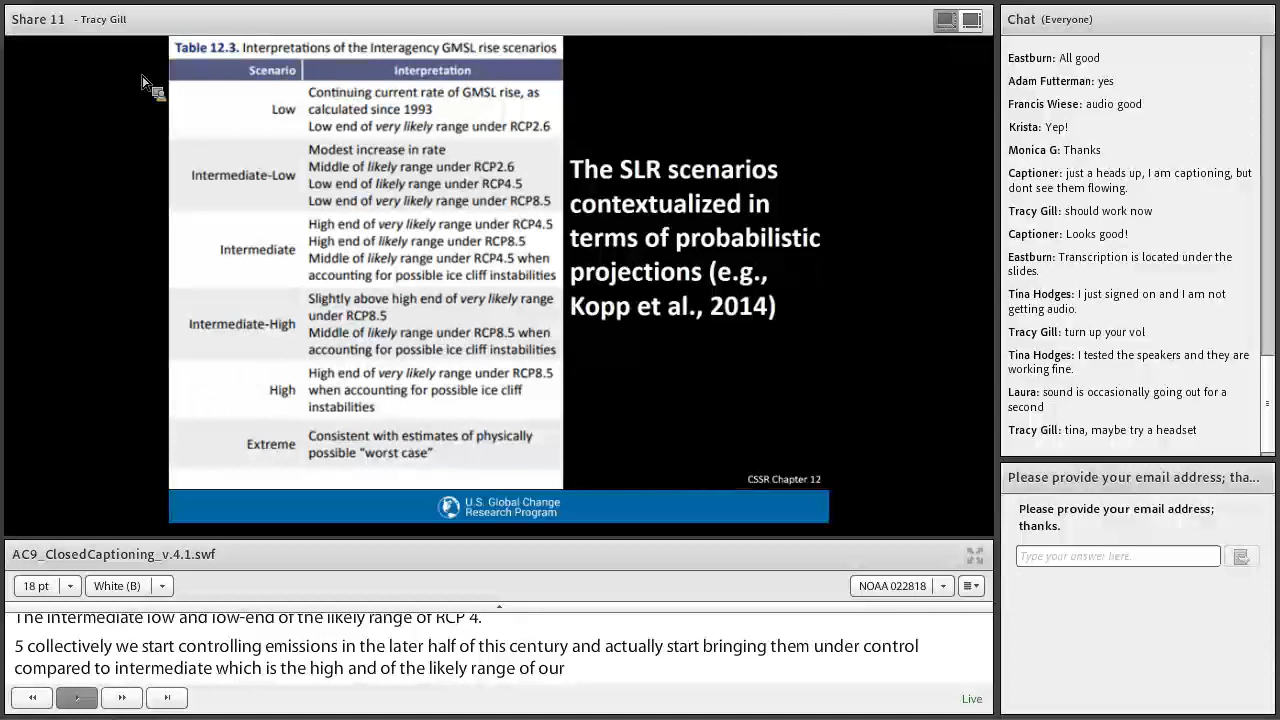 Share 11 - Tracy Gill
Table 12.3. Interpretations of the Interagency GMSL rise scenarios
Scenario Interpretation
Low
Continuing current rate of GMSL rise, as
calculated since 1993
Low end of very likely range under RCP2.6
Intermediate-Low
Modest increase in rate
Middle of likely range under RCP2.6
Low end of likely range under RCP4.5
Low end of very likely range under RCP8.5
Intermediate
High end of very likely range under RCP4.5
High end of likely range under RCP8.5
Middle of likely range under RCP4.5 when
accounting for possible ice cliff instabilities
Intermediate-High
Slightly above high end of very likely range
under RCP8.5
Middle of likely range under RCP8.5 when
accounting for possible ice cliff instabilities
High
High end of very likely range under RCP8.5
when accounting for possible ice cliff
instabilities
Extreme
Consistent with estimates of physically
possible “worst case”
The SLR scenarios
contextualized in
terms of probabilistic
projections (e.g.,
Kopp et al., 2014)
CSSR Chapter 12
U.S. Global Change
Research Program
AC9_ClosedCaptioning_v.4.1.swf
18 pt White (B) NOAA 022818
The intermediate low and low-end of the likely range of RCP 4.
5 collectively we start controlling emissions in the later half of this century and actually start bringing them under control
compared to intermediate which is the high and of the likely range of our
Live
Chat (Everyone)
Eastburn: All good
Adam Futterman: yes
Francis Wiese: audio good
Krista: Yep!
Monica G: Thanks
Captioner: just a heads up, I am captioning, but
dont see them flowing.
Tracy Gill: should work now
Captioner: Looks good!
Eastburn: Transcription is located under the
slides.
Tina Hodges: I just signed on and I am not
getting audio.
Tracy Gill: turn up your vol
Tina Hodges: I tested the speakers and they are
working fine.
Laura: sound is occasionally going out for a
second
Tracy Gill: tina, maybe try a headset
Please provide your email address; tha...
Please provide your email address;
thanks.
Type your answer here.